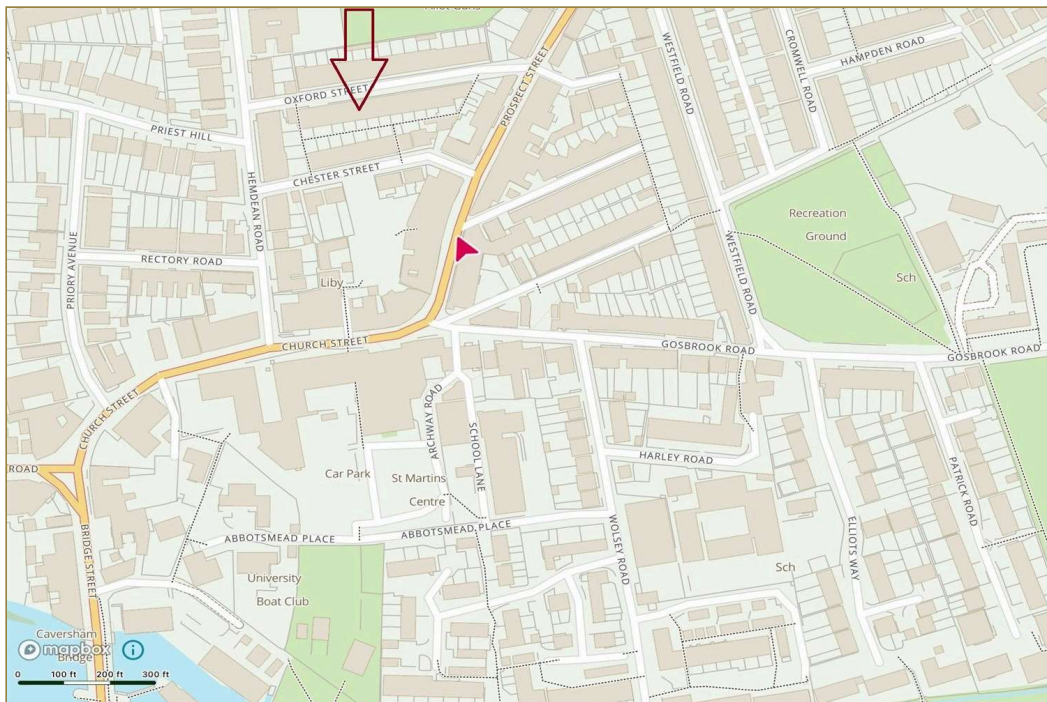 OXFORD STREET
PROSPECT STREET
WESTFIELD ROAD
CROMWELL ROAD
HAMPDEN ROAD
PRIEST HILL
CHESTER STREET
HEMDEAN ROAD
PRIORY AVENUE
RECTORY ROAD
Liby
Recreation
Ground
WESTFIELD ROAD
Sch
CHURCH STREET
GOSBROOK ROAD
GOSBROOK ROAD
CHURCH STREET
ARCHWAY ROAD
SCHOOL LANE
HARLEY ROAD
PATRICK ROAD
ROAD
Car Park
St Martins
Centre
ABBOTSMEAD PLACE
ABBOTSMEAD PLACE
WOLSEY ROAD
ELLIOTS WAY
BRIDGE STREET
University
Boat Club
Sch
Caversham
Bridge
mapbox
i
0 100 ft 200 ft 300 ft